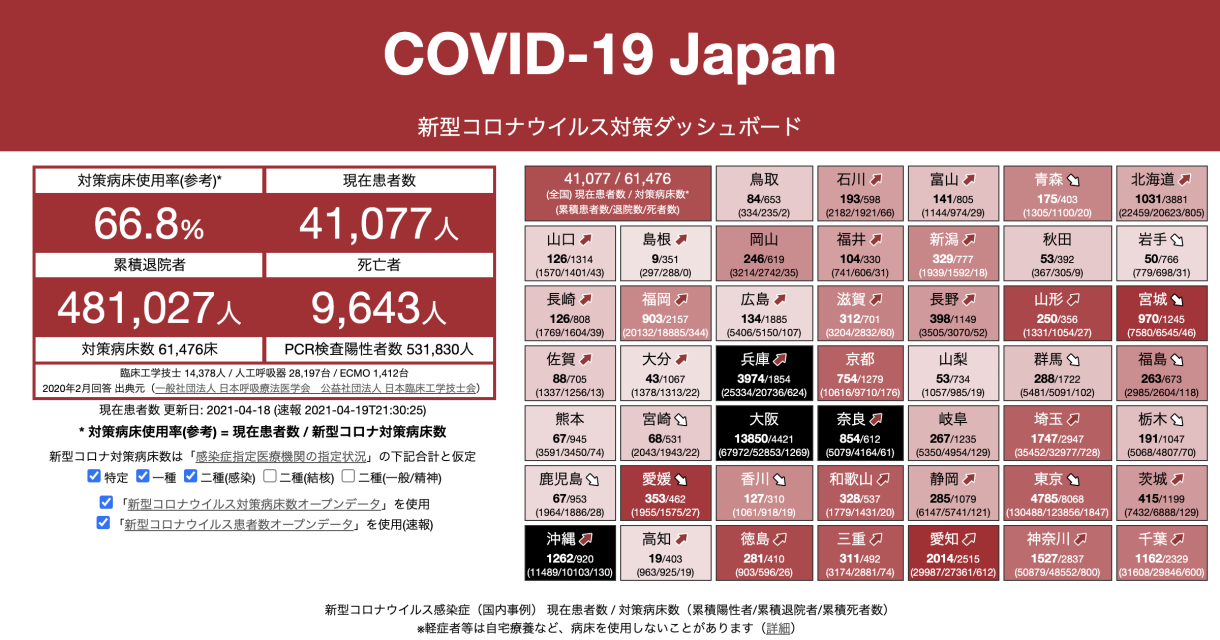 COVID-19 Japan
新型コロナウイルス対策ダッシュボード
対策病床使用率(参考)*
現在患者数
66.8%
41,077人
累積退院者
死亡者
481,027人
9,643人
対策病床数 61,476床
PCR検査陽性者数 531,830人
臨床工学技士 14,378人 / 人工呼吸器 28,197台 / ECMO 1,412台
2020年2月回答 出典元（一般社団法人 日本呼吸療法医学会　公益社団法人 日本臨床工学技士会）
現在患者数 更新日: 2021-04-18 (速報 2021-04-19T21:30:25)
* 対策病床使用率(参考) = 現在患者数 / 新型コロナ対策病床数
新型コロナ対策病床数は「感染症指定医療機関の指定状況」の下記合計と仮定
特定 一種 二種(感染) 二種(結核) 二種(一般/精神)
「新型コロナウイルス対策病床数オープンデータ」を使用
「新型コロナウイルス患者数オープンデータ」を使用(速報)
41,077 / 61,476
(全国) 現在患者数 / 対策病床数*
(累積患者数/退院数/死者数)
鳥取
84/653
(334/235/2)
石川
193/598
(2182/1921/66)
富山
141/805
(1144/974/29)
青森
175/403
(1305/1100/20)
北海道
1031/3881
(22459/20623/805)
山口
126/1314
(1570/1401/43)
島根
9/351
(297/288/0)
岡山
246/619
(3214/2742/35)
福井
104/330
(741/606/31)
新潟
329/777
(1939/1592/18)
秋田
53/392
(367/305/9)
岩手
50/766
(779/698/31)
長崎
126/808
(1769/1604/39)
福岡
903/2157
(20132/18885/344)
広島
134/1885
(5406/5150/107)
滋賀
312/701
(3204/2832/60)
長野
398/1149
(3505/3070/52)
山形
250/356
(1331/1054/27)
宮城
970/1245
(7580/6545/46)
佐賀
88/705
(1337/1256/13)
大分
43/1067
(1378/1313/22)
兵庫
3974/1854
(25334/20736/624)
京都
754/1279
(10616/9710/176)
山梨
53/734
(1057/985/19)
群馬
288/1722
(5481/5091/102)
福島
263/673
(2985/2604/118)
熊本
67/945
(3591/3450/74)
宮崎
68/531
(2043/1943/22)
大阪
13850/4421
(67972/52853/1269)
奈良
854/612
(5079/4164/61)
岐阜
267/1235
(5350/4954/129)
埼玉
1747/2947
(35452/32977/728)
栃木
191/1047
(5068/4807/70)
鹿児島
67/953
(1964/1886/28)
愛媛
353/462
(1955/1575/27)
香川
127/310
(1061/918/19)
和歌山
328/537
(1779/1431/20)
静岡
285/1079
(6147/5741/121)
東京
4785/8068
(130488/123856/1847)
茨城
415/1199
(7432/6888/129)
沖縄
1262/920
(11489/10103/130)
高知
19/403
(963/925/19)
徳島
281/410
(903/596/26)
三重
311/492
(3174/2881/74)
愛知
2014/2515
(29987/27361/612)
神奈川
1527/2837
(50879/48552/800)
千葉
1162/2329
(31608/29846/600)
新型コロナウイルス感染症（国内事例） 現在患者数 / 対策病床数（累積陽性者/累積退院者/累積死者数）
※軽症者等は自宅療養など、病床を使用しないことがあります（詳細）